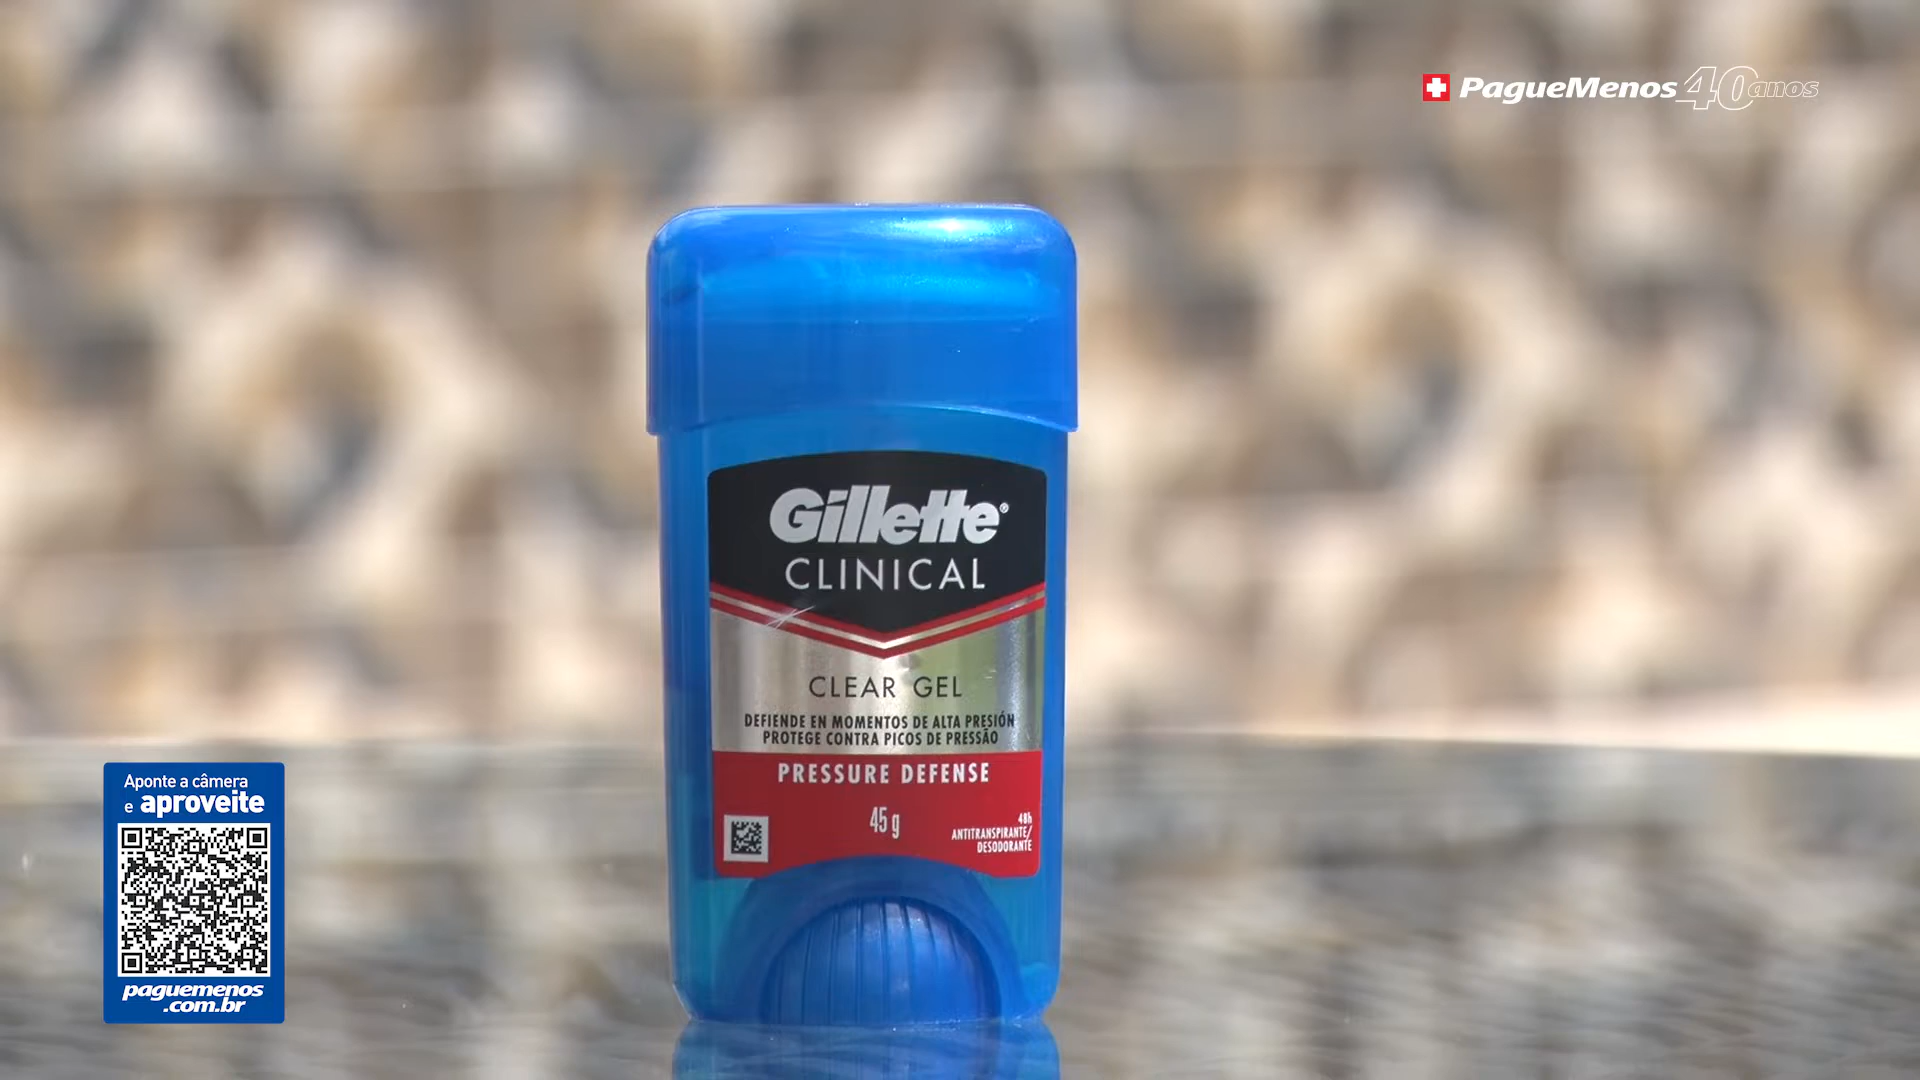 PagueMenos 40 anos
Gillette®
CLINICAL
CLEAR GEL
DEFIENDE EN MOMENTOS DE ALTA PRESIÓN
PROTEGE CONTRA PICOS DE PRESSÃO
PRESSURE DEFENSE
45 g
48h
ANTITRANSPIRANTE/
DESODORANTE
Aponte a câmera
e aproveite
paguemenos
.com.br